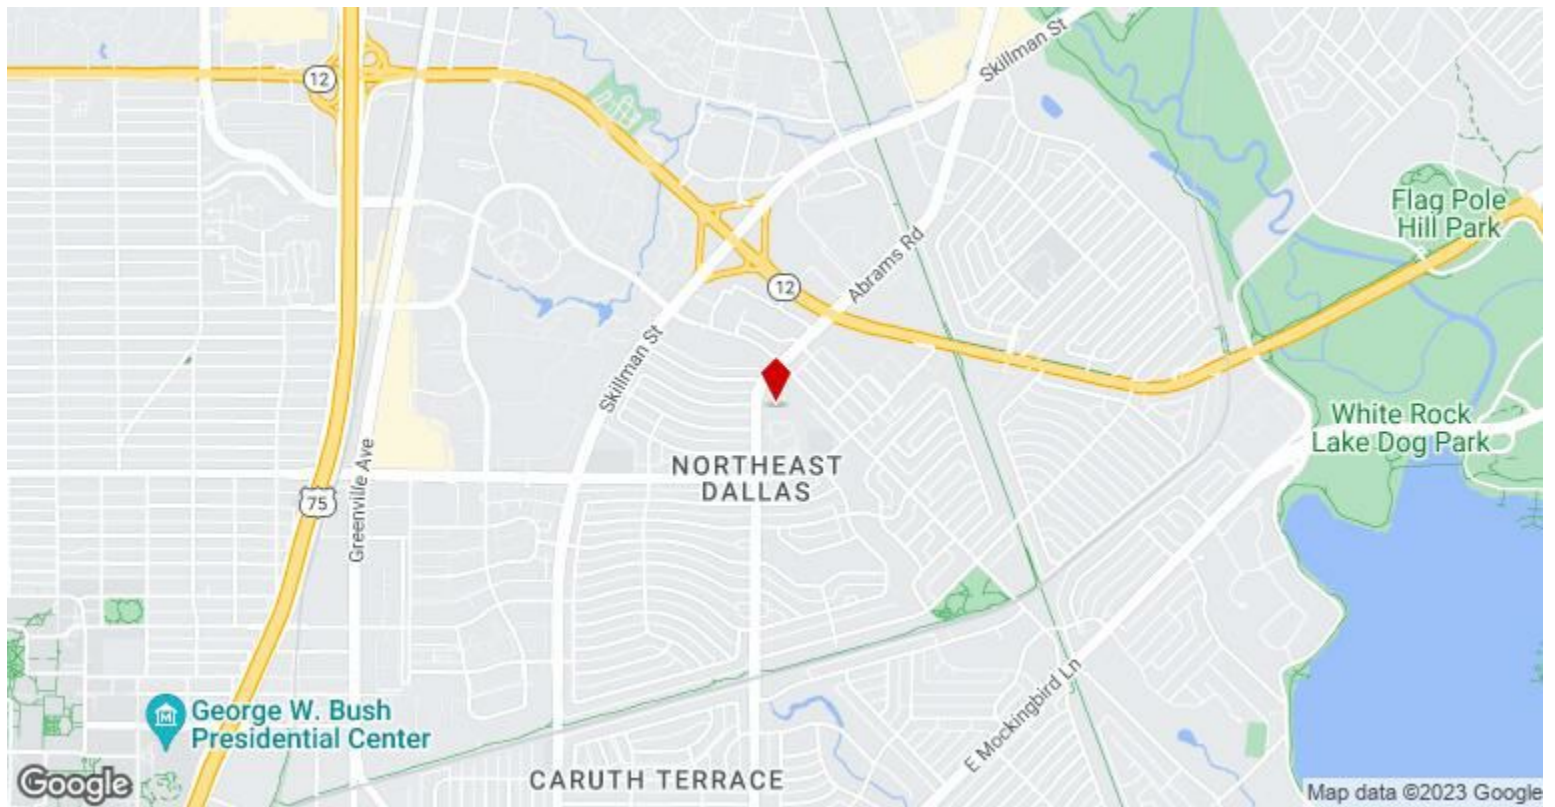 Skillman St
12
Flag Pole
Hill Park
Abrams Rd
12
Skillman St
White Rock
Lake Dog Park
NORTHEAST
DALLAS
75
Greenville Ave
E Mockingbird Ln
George W. Bush
Presidential Center
CARUTH TERRACE
Google
Map data ©2023 Google